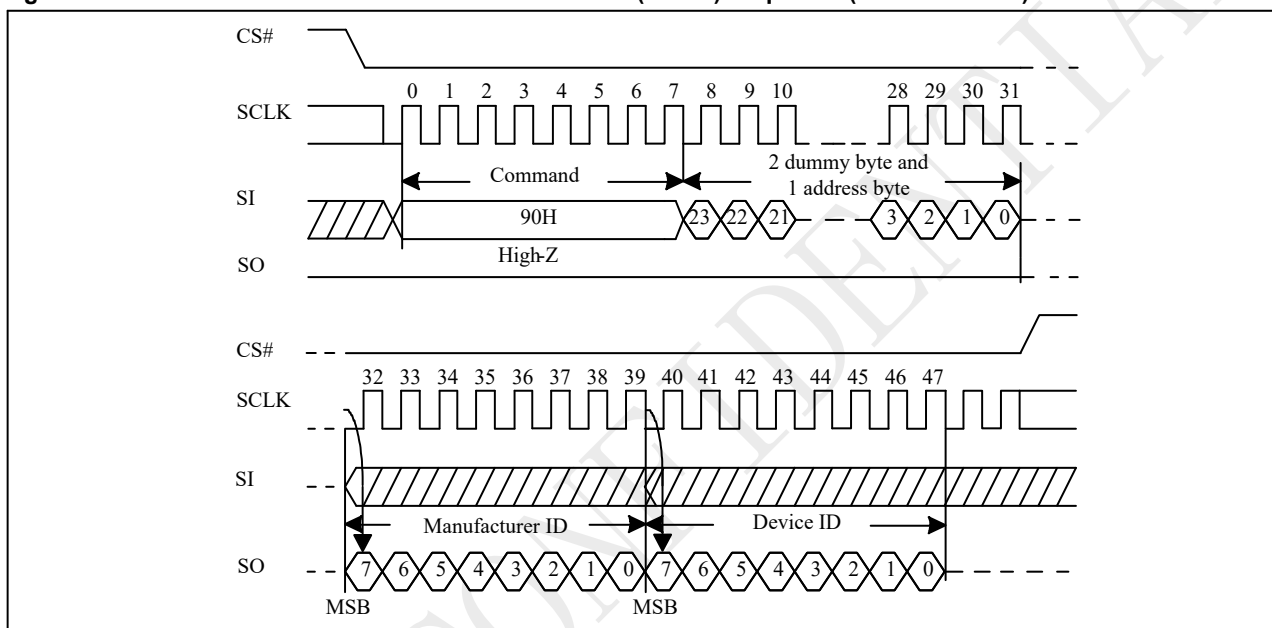 CS#
0 1 2 3 4 5 6 7 8 9 10 28 29 30 31
SCLK
Command
2 dummy byte and
1 address byte
SI
90H
23 22 21 3 2 1 0
High-Z
SO
CS#
32 33 34 35 36 37 38 39 40 41 42 43 44 45 46 47
SCLK
SI
Manufacturer ID
Device ID
SO
7 6 5 4 3 2 1 0 7 6 5 4 3 2 1 0
MSB MSB